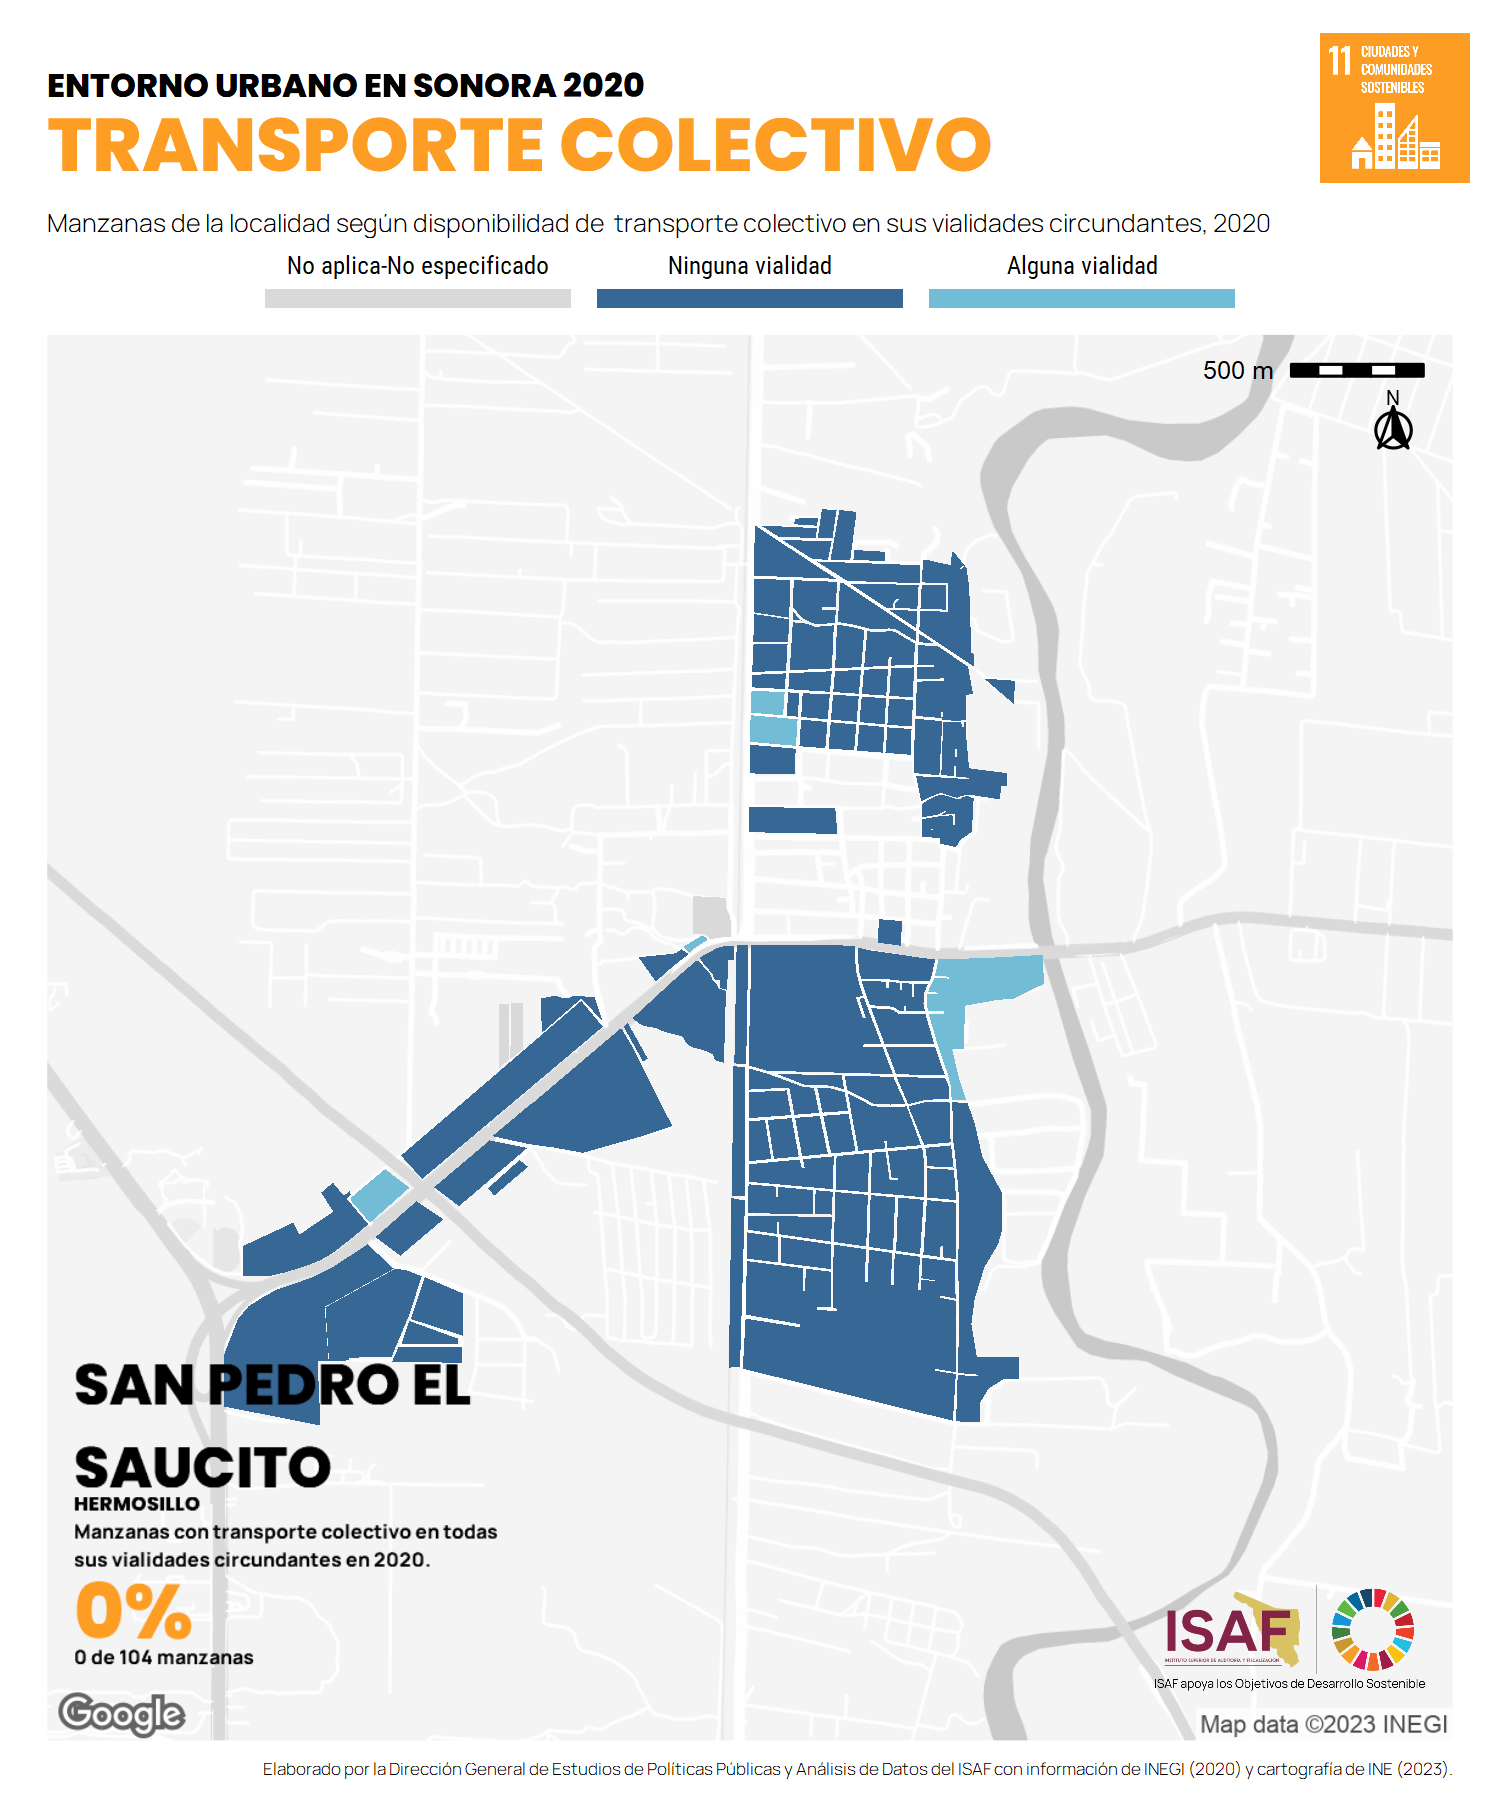 ENTORNO URBANO EN SONORA 2020
TRANSPORTE COLECTIVO
11 CIUDADES Y
COMUNIDADES
SOSTENIBLES
Manzanas de la localidad según disponibilidad de transporte colectivo en sus vialidades circundantes, 2020
No aplica-No especificado
Ninguna vialidad
Alguna vialidad
500 m
N
SAN PEDRO EL
SAUCITO
HERMOSILLO
Manzanas con transporte colectivo en todas
sus vialidades circundantes en 2020.
0%
0 de 104 manzanas
ISAF
INSTITUTO SUPERIOR DE AUDITORÍA Y FISCALIZACIÓN
ISAF apoya los Objetivos de Desarrollo Sostenible
Google
Map data ©2023 INEGI
Elaborado por la Dirección General de Estudios de Políticas Públicas y Análisis de Datos del ISAF con información de INEGI (2020) y cartografía de INE (2023).